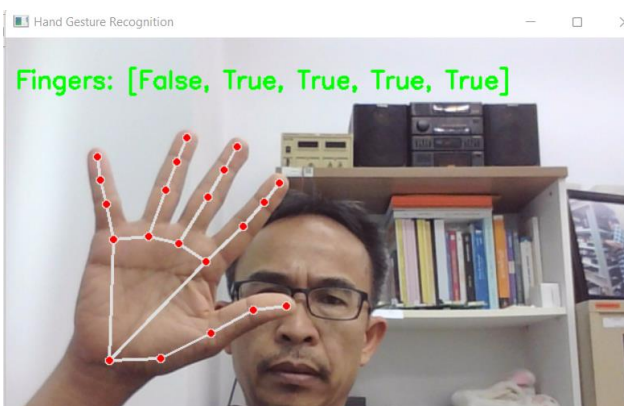 Hand Gesture Recognition
Fingers: [False, True, True, True, True]